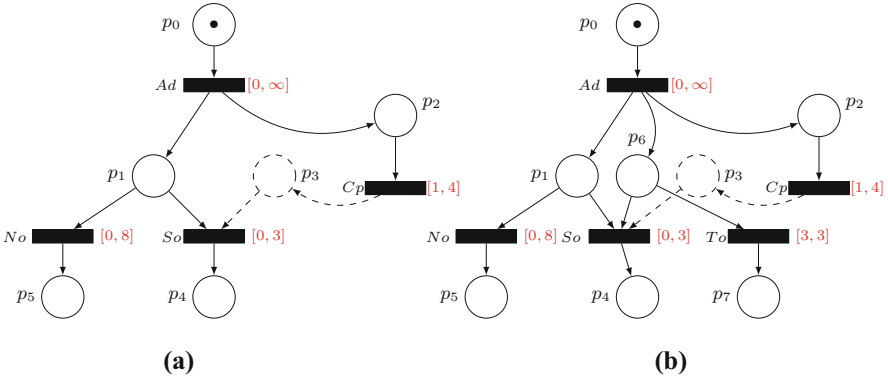 p0 p0
Ad [0, ∞] Ad [0, ∞]
p2 p2
p6
p1 p3 p1 p3
Cp [1, 4] Cp [1, 4]
No [0, 8] So [0, 3] No [0, 8] So [0, 3] To [3, 3]
p5 p4 p5 p4 p7
(a) (b)